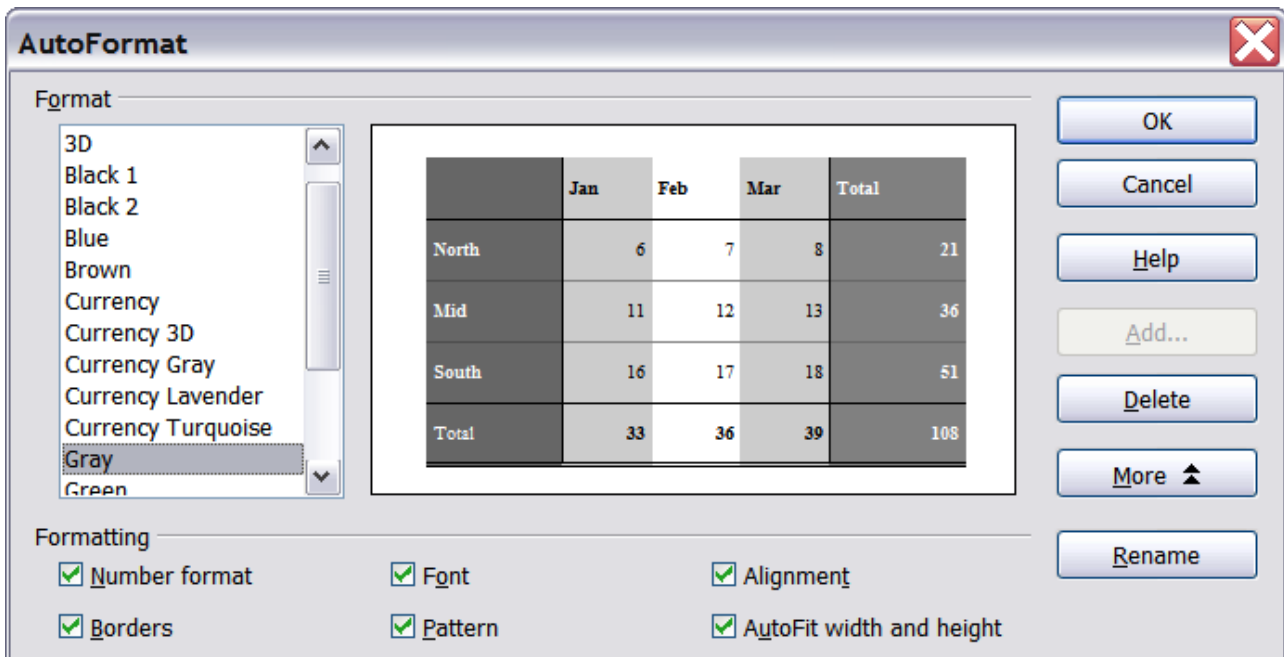 AutoFormat
Format
3D
Black 1
Black 2
Blue
Brown
Currency
Currency 3D
Currency Gray
Currency Lavender
Currency Turquoise
Gray
Green
Jan Feb Mar Total
North 6 7 8 21
Mid 11 12 13 36
South 16 17 18 51
Total 33 36 39 108
OK
Cancel
Help
Add...
Delete
More
Rename
Formatting
Number format Font Alignment
Borders Pattern AutoFit width and height